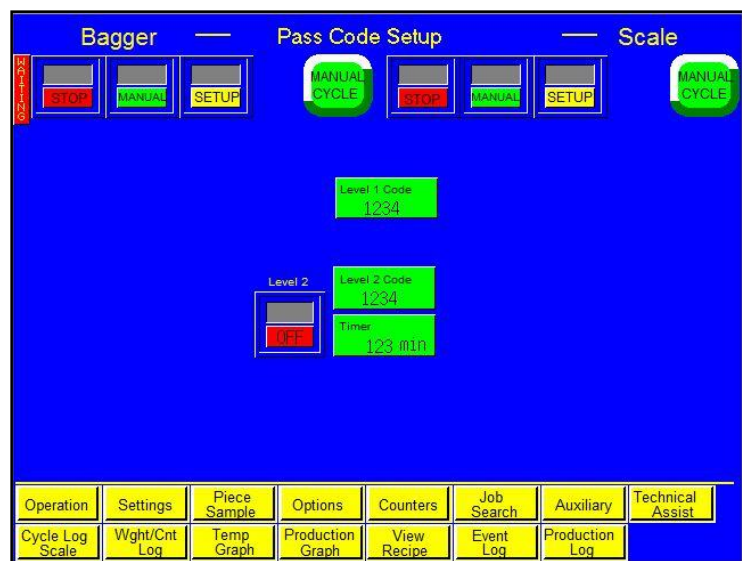 Bagger — Pass Code Setup — Scale
WAITING
STOP MANUAL SETUP MANUAL CYCLE STOP MANUAL SETUP MANUAL CYCLE
Level 1 Code
1234
Level 2
Level 2 Code
1234
OFF
Timer
123 min
Operation Settings Piece Sample Options Counters Job Search Auxiliary Technical Assist
Cycle Log Scale Wght/Cnt Log Temp Graph Production Graph View Recipe Event Log Production Log